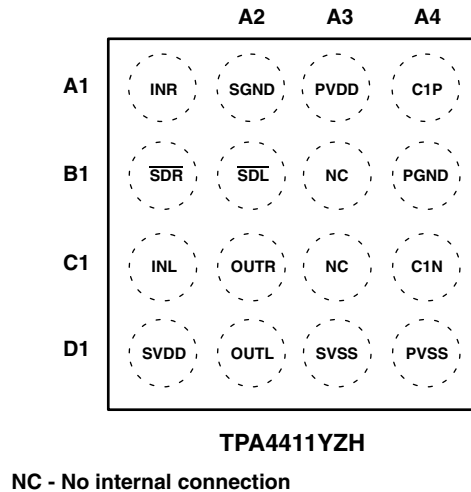 A2 A3 A4
A1 INR SGND PVDD C1P
B1 SDR SDL NC PGND
C1 INL OUTR NC C1N
D1 SVDD OUTL SVSS PVSS
TPA4411YZH
NC - No internal connection